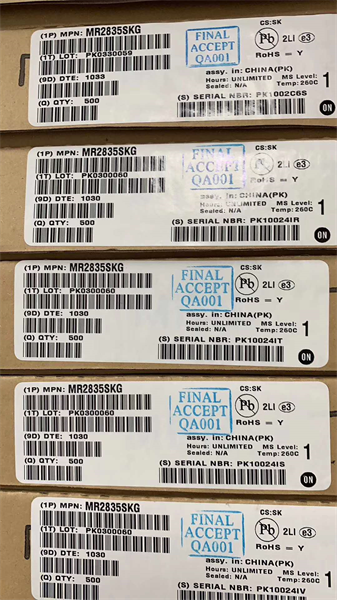 (1P) MPN: MR2835SKG
FINAL
ACCEPT
QA001
CS:SK
Pb 2LI e3
(1T) LOT: PK0330059
RoHS = Y
(9D) DTE: 1033
assy. in: CHINA(PK)
Hours: UNLIMITED MS Level: 1
Sealed: N/A Temp: 260C
(Q) QTY: 500
(S) SERIAL NBR: PK1002C6S
ON
(1P) MPN: MR2835SKG
FINAL
ACCEPT
QA001
CS:SK
Pb 2LI e3
(1T) LOT: PK0300060
RoHS = Y
(9D) DTE: 1030
assy. in: CHINA(PK)
Hours: UNLIMITED MS Level: 1
Sealed: N/A Temp: 260C
(Q) QTY: 500
(S) SERIAL NBR: PK10024IR
ON
(1P) MPN: MR2835SKG
FINAL
ACCEPT
QA001
CS:SK
Pb 2LI e3
(1T) LOT: PK0300060
RoHS = Y
(9D) DTE: 1030
assy. in: CHINA(PK)
Hours: UNLIMITED MS Level: 1
Sealed: N/A Temp: 260C
(Q) QTY: 500
(S) SERIAL NBR: PK10024IT
ON
(1P) MPN: MR2835SKG
FINAL
ACCEPT
QA001
CS:SK
Pb 2LI e3
(1T) LOT: PK0300060
RoHS = Y
(9D) DTE: 1030
assy. in: CHINA(PK)
Hours: UNLIMITED MS Level: 1
Sealed: N/A Temp: 260C
(Q) QTY: 500
(S) SERIAL NBR: PK10024IS
ON
(1P) MPN: MR2835SKG
FINAL
ACCEPT
QA001
CS:SK
Pb 2LI e3
(1T) LOT: PK0300060
RoHS = Y
(9D) DTE: 1030
assy. in: CHINA(PK)
Hours: UNLIMITED MS Level: 1
Sealed: N/A Temp: 260C
(Q) QTY: 500
(S) SERIAL NBR: PK10024IV